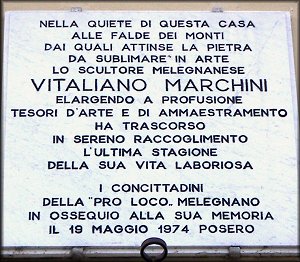 NELLA QUIETE DI QUESTA CASA
ALLE FALDE DEI MONTI
DAI QUALI ATTINSE LA PIETRA
DA SUBLIMARE IN ARTE
LO SCULTORE MELEGNANESE
VITALIANO MARCHINI
ELARGENDO A PROFUSIONE
TESORI D'ARTE E DI AMMAESTRAMENTO
HA TRASCORSO
IN SERENO RACCOGLIMENTO
L'ULTIMA STAGIONE
DELLA SUA VITA LABORIOSA
I CONCITTADINI
DELLA "PRO LOCO„ MELEGNANO
IN OSSEQUIO ALLA SUA MEMORIA
IL 19 MAGGIO 1974 POSERO